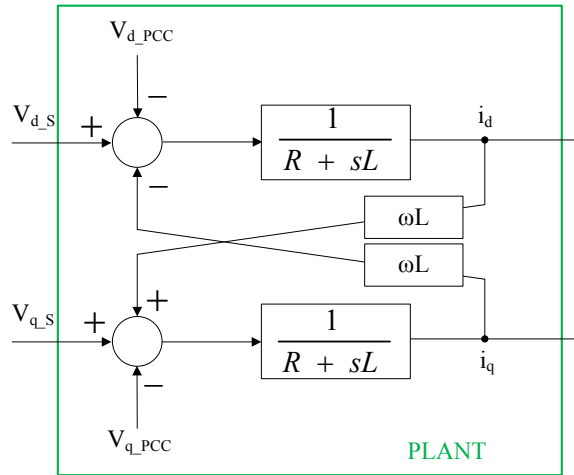 V_d_PCC
−
V_d_S
+
−
1
R + sL
i_d
ωL
ωL
V_q_S
+
+
−
1
R + sL
i_q
V_q_PCC
PLANT